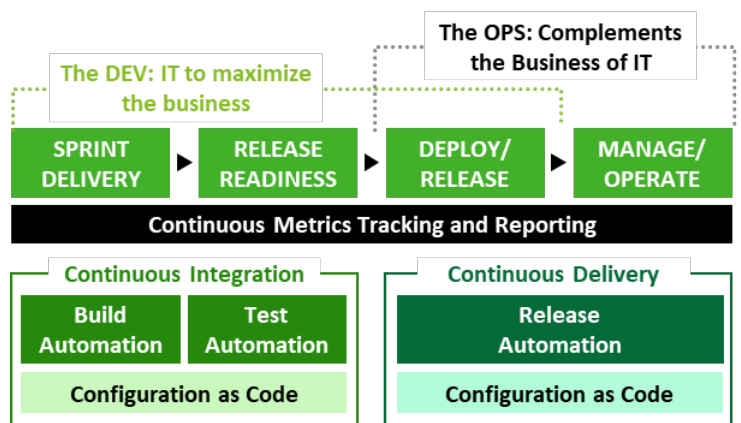 The OPS: Complements
the Business of IT
The DEV: IT to maximize
the business
SPRINT
DELIVERY
RELEASE
READINESS
DEPLOY/
RELEASE
MANAGE/
OPERATE
Continuous Metrics Tracking and Reporting
Continuous Integration
Build
Automation
Test
Automation
Configuration as Code
Continuous Delivery
Release
Automation
Configuration as Code